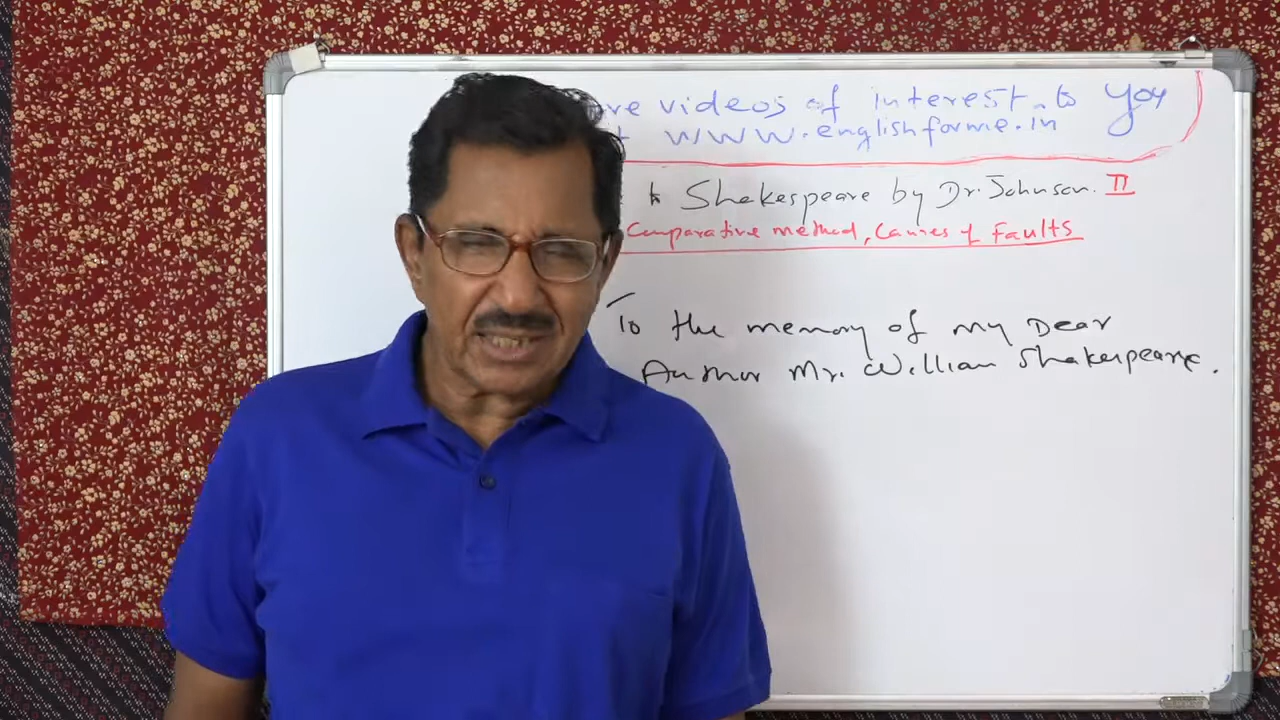 videos of interest to you
www.englishforme.in
Shakespeare by Dr. Johnson. II
Comparative method, Causes of Faults
To the memory of my Dear
Author Mr. William Shakespeare.